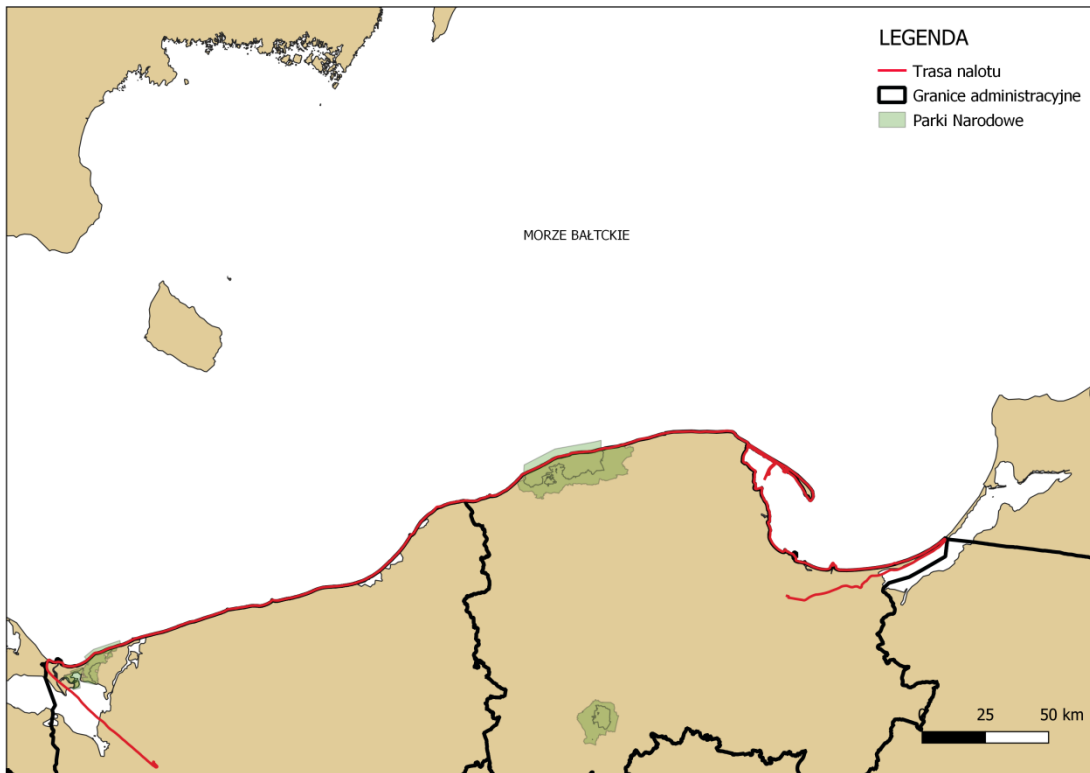 LEGENDA
Trasa nalotu
Granice administracyjne
Parki Narodowe
MORZE BAŁTCKIE
0 25 50 km